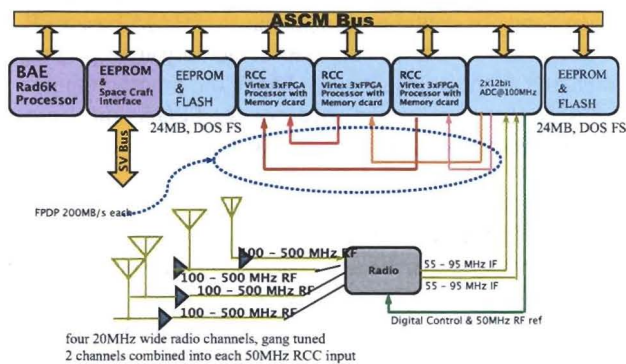 ASCM Bus
BAE
Rad6K
Processor
EEPROM
&
Space Craft
Interface
EEPROM
&
FLASH
RCC
Virtex 3xFPGA
Processor with
Memory dcard
RCC
Virtex 3xFPGA
Processor with
Memory dcard
RCC
Virtex 3xFPGA
Processor with
Memory dcard
2x12bit
ADC@100MHz
EEPROM
&
FLASH
24MB, DOS FS
24MB, DOS FS
SV Bus
FPDP 200MB/s each
100 - 500 MHz RF
100 - 500 MHz RF
100 - 500 MHz RF
100 - 500 MHz RF
Radio
55 - 95 MHz IF
55 - 95 MHz IF
Digital Control & 50MHz RF ref
four 20MHz wide radio channels, gang tuned
2 channels combined into each 50MHz RCC input